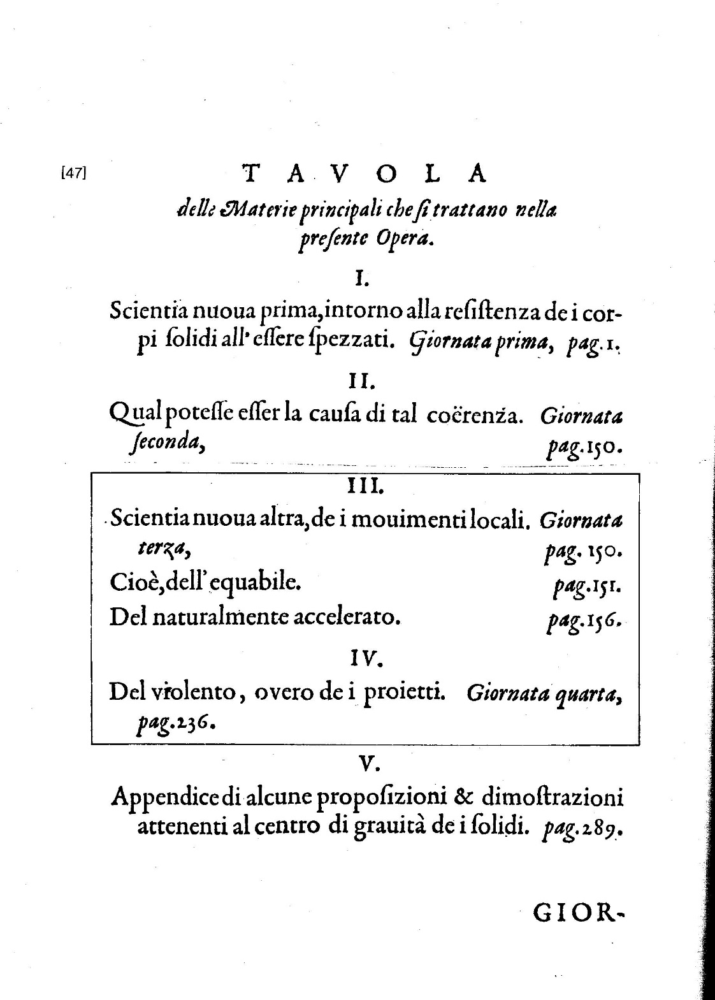 [47]
T A V O L A
delle Materie principali che ſi trattano nella
preſente Opera.
I.
Scientia nuoua prima, intorno alla reſiſtenza de i cor-
pi ſolidi all' eſſere ſpezzati. Giornata prima, pag. 1.
II.
Qual poteſſe eſſer la cauſa di tal coërenza. Giornata
ſeconda, pag. 150.
III.
Scientia nuoua altra, de i mouimenti locali. Giornata
terza, pag. 150.
Cioè, dell' equabile. pag. 151.
Del naturalmente accelerato. pag. 156.
IV.
Del violento, overo de i proietti. Giornata quarta,
pag. 236.
V.
Appendice di alcune propoſizioni & dimoſtrazioni
attenenti al centro di grauità de i ſolidi. pag. 289.
GIOR-